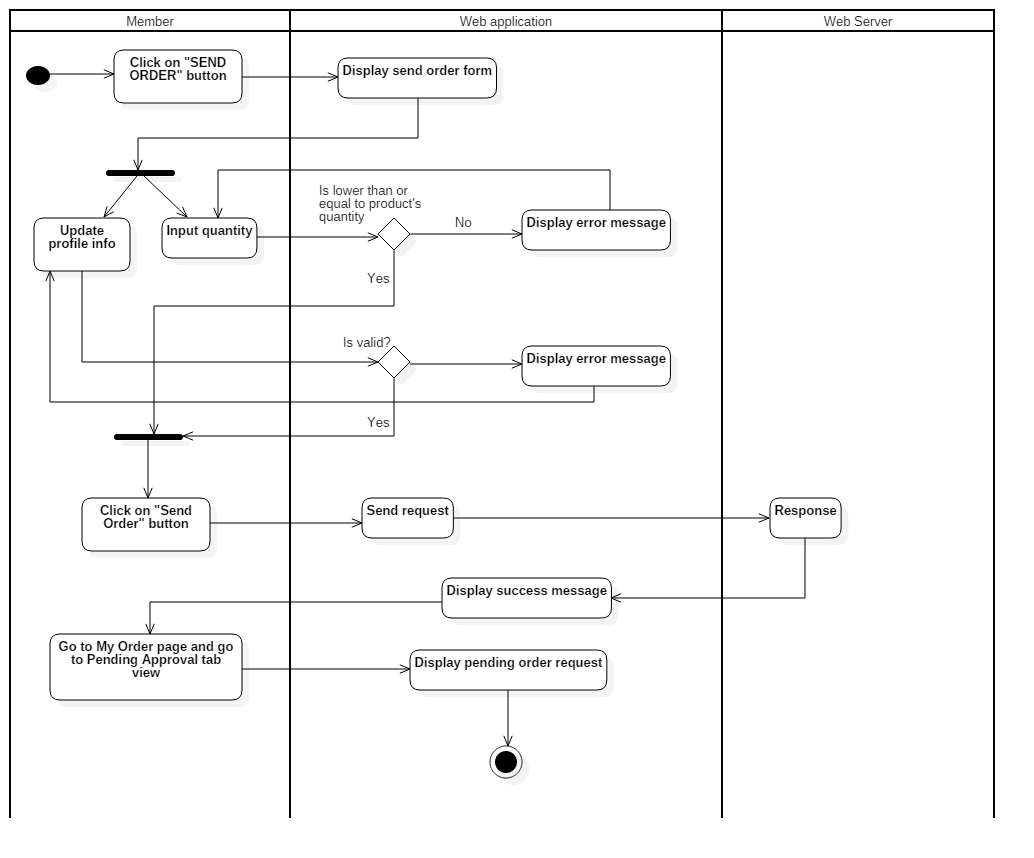 Member
Web application
Web Server
Click on "SEND
ORDER" button
Display send order form
Is lower than or
equal to product's
quantity
Update
profile info
Input quantity
No
Display error message
Yes
Is valid?
Display error message
Yes
Click on "Send
Order" button
Send request
Response
Display success message
Go to My Order page and go
to Pending Approval tab
view
Display pending order request